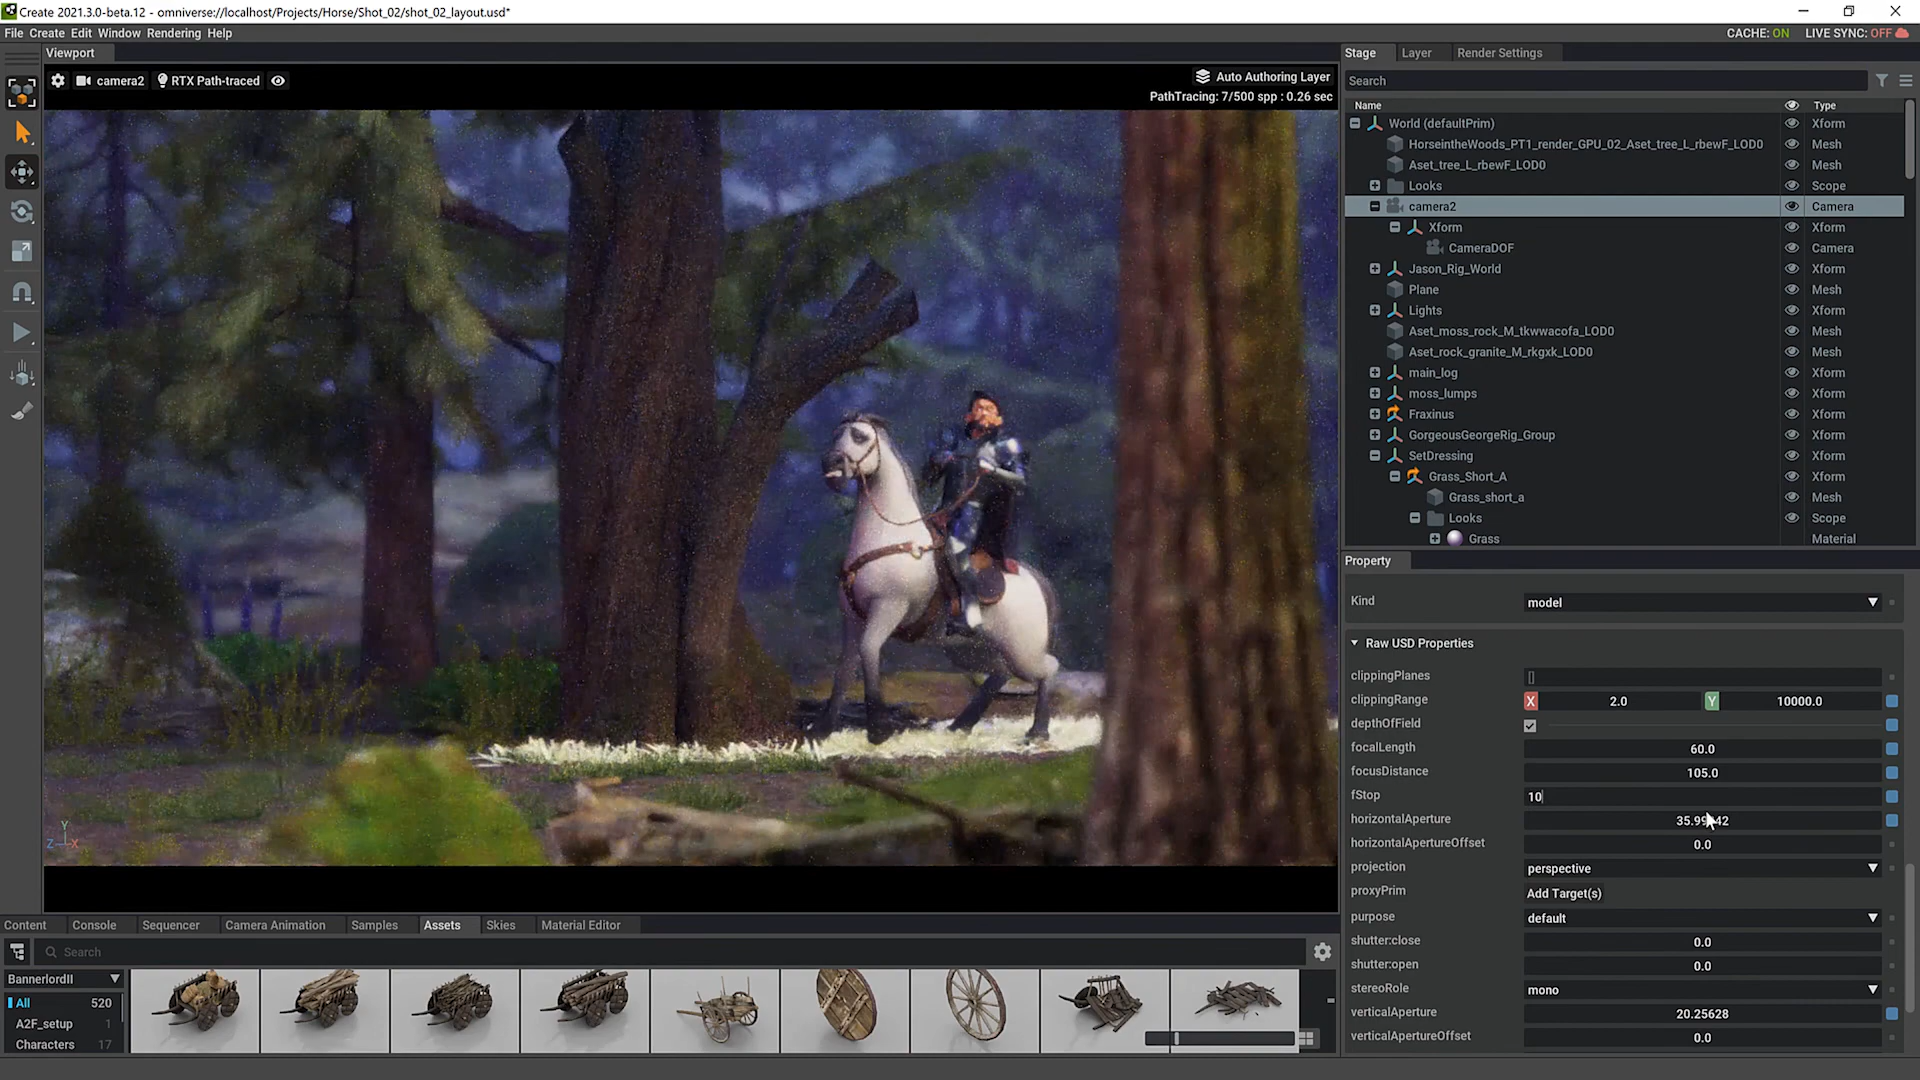 Create 2021.3.0-beta.12 - omniverse://localhost/Projects/Horse/Shot_02/shot_02_layout.usd*
File Create Edit Window Rendering Help
CACHE: ON LIVE SYNC: OFF
Viewport
camera2 RTX Path-traced
Auto Authoring Layer
PathTracing: 7/500 spp : 0.26 sec
Stage Layer Render Settings
Search
Name Type
World (defaultPrim) Xform
HorseintheWoods_PT1_render_GPU_02_Aset_tree_L_rbewF_LOD0 Mesh
Aset_tree_L_rbewF_LOD0 Mesh
Looks Scope
camera2 Camera
Xform Xform
CameraDOF Camera
Jason_Rig_World Xform
Plane Mesh
Lights Xform
Aset_moss_rock_M_tkwwacofa_LOD0 Mesh
Aset_rock_granite_M_rkgxk_LOD0 Mesh
main_log Xform
moss_lumps Xform
Fraxinus Xform
GorgeousGeorgeRig_Group Xform
SetDressing Xform
Grass_Short_A Xform
Grass_short_a Mesh
Looks Scope
Grass Material
Property
Kind model
Raw USD Properties
clippingPlanes []
clippingRange X 2.0 Y 10000.0
depthOfField
focalLength 60.0
focusDistance 105.0
fStop 10
horizontalAperture
horizontalApertureOffset 0.0
projection perspective
proxyPrim Add Target(s)
purpose default
shutter:close 0.0
shutter:open 0.0
stereoRole mono
verticalAperture 20.25628
verticalApertureOffset 0.0
Y
Z X
Content Console Sequencer Camera Animation Samples Assets Skies Material Editor
Search
BannerlordII
All 520
A2F_setup 1
Characters 17